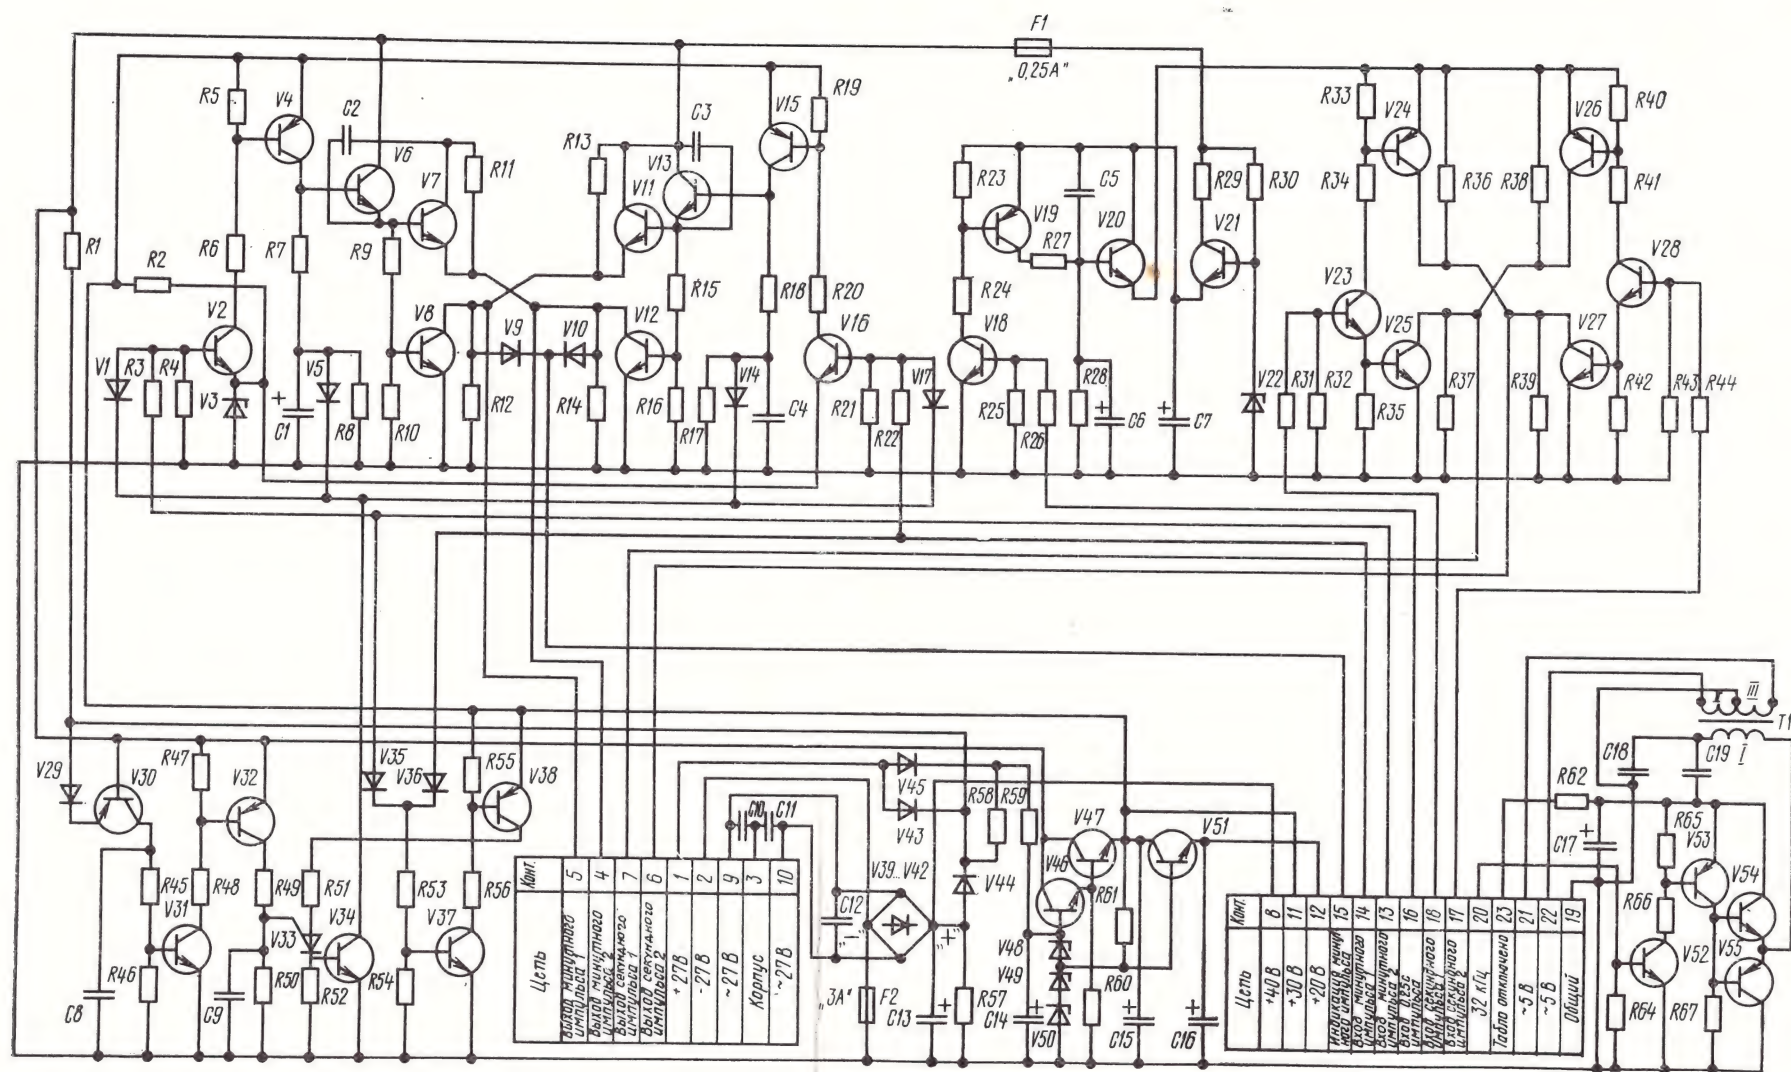 F1
„0,25А"
R5
V4
C2
V6
V7
R11
R13
V11
V13
C3
V15
R19
R23
V19
C5
V20
R27
R29
R30
V21
R33
V24
R34
R36
R38
V26
R40
R41
R1
R2
R6
R7
R9
V2
V8
V9
V10
V12
R15
R18
R20
V16
R24
V18
V23
V25
V27
V28
V1
R3
R4
V3
C1
V5
R8
R10
R12
R14
R16
R17
V14
C4
R21
R22
V17
R25
R26
R28
C6
C7
V22
R31
R32
R35
R37
R39
R42
R43
R44
V29
V30
R47
V32
V35
V36
R55
V38
V45
V43
R58
R59
V47
V51
C18
C19
I
III
T1
R62
R65
C17
V53
V54
R45
V31
R48
R49
R51
V33
V34
R53
R56
V37
C10
C11
V39...V42
V44
V46
R61
C12
„-"
„+"
V48
V49
V50
R60
R66
V52
V55
R46
C8
C9
R50
R52
R54
„3А"
F2
C13
R57
C14
C15
C16
R64
R67
Конт.
Цепь
5
Выход минутного импульса 1
4
Выход минутного импульса 2
7
Выход секундного импульса 1
6
Выход секундного импульса 2
1
+27В
2
-27В
9
~27В
3
Корпус
10
~27В
Конт.
Цепь
8
+40В
11
+30В
12
+20В
15
Индикация минутного импульса
14
Вход минутного импульса 2
13
Вход минутного импульса 1
16
Вход 0,5с импульса
18
Вход секундного импульса 1
17
Вход секундного импульса 2
20
32 кГц
23
Табло отключено
21
~5В
22
~5В
19
Общий